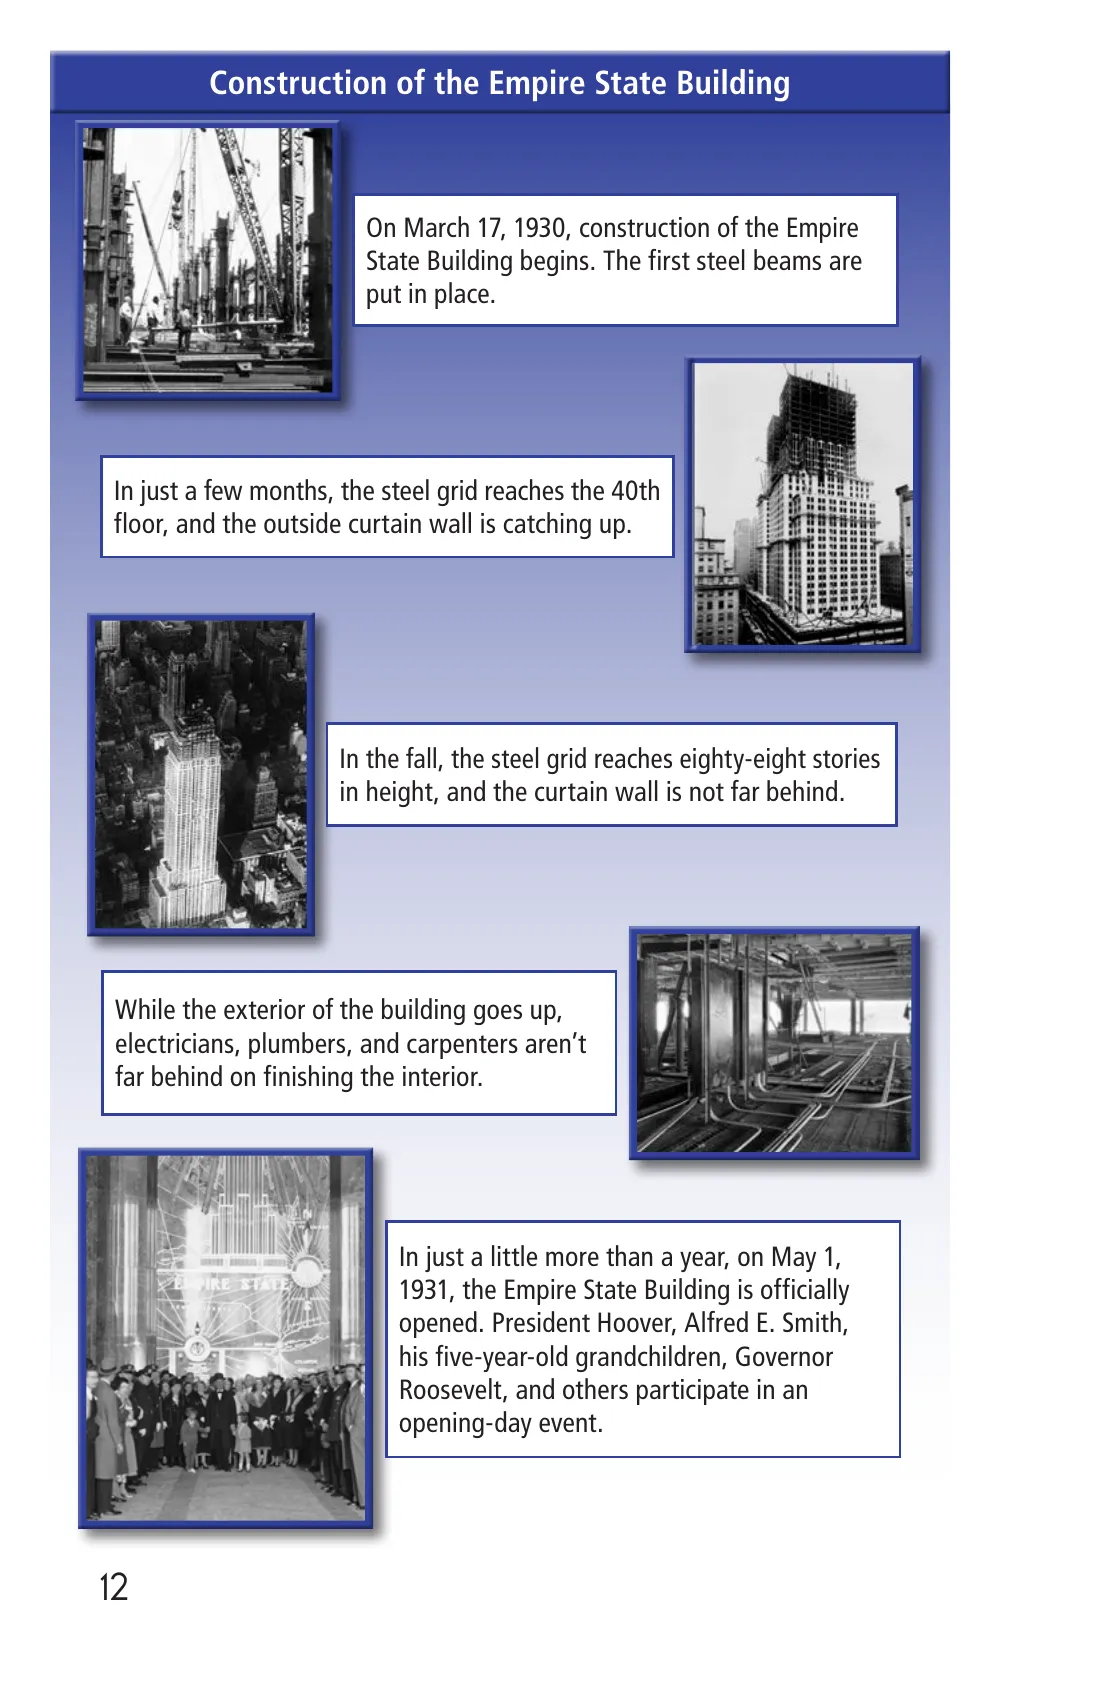 Construction of the Empire State Building
On March 17, 1930, construction of the Empire
State Building begins. The first steel beams are
put in place.
In just a few months, the steel grid reaches the 40th
floor, and the outside curtain wall is catching up.
In the fall, the steel grid reaches eighty-eight stories
in height, and the curtain wall is not far behind.
While the exterior of the building goes up,
electricians, plumbers, and carpenters aren’t
far behind on finishing the interior.
EMPIRE STATE
In just a little more than a year, on May 1,
1931, the Empire State Building is officially
opened. President Hoover, Alfred E. Smith,
his five-year-old grandchildren, Governor
Roosevelt, and others participate in an
opening-day event.
12